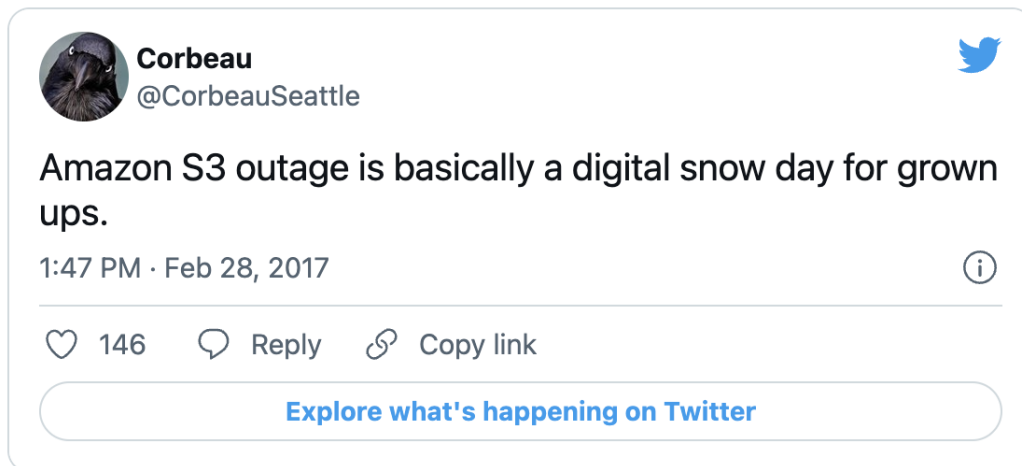 Corbeau
@CorbeauSeattle
Amazon S3 outage is basically a digital snow day for grown
ups.
1:47 PM · Feb 28, 2017
146 Reply Copy link
Explore what's happening on Twitter